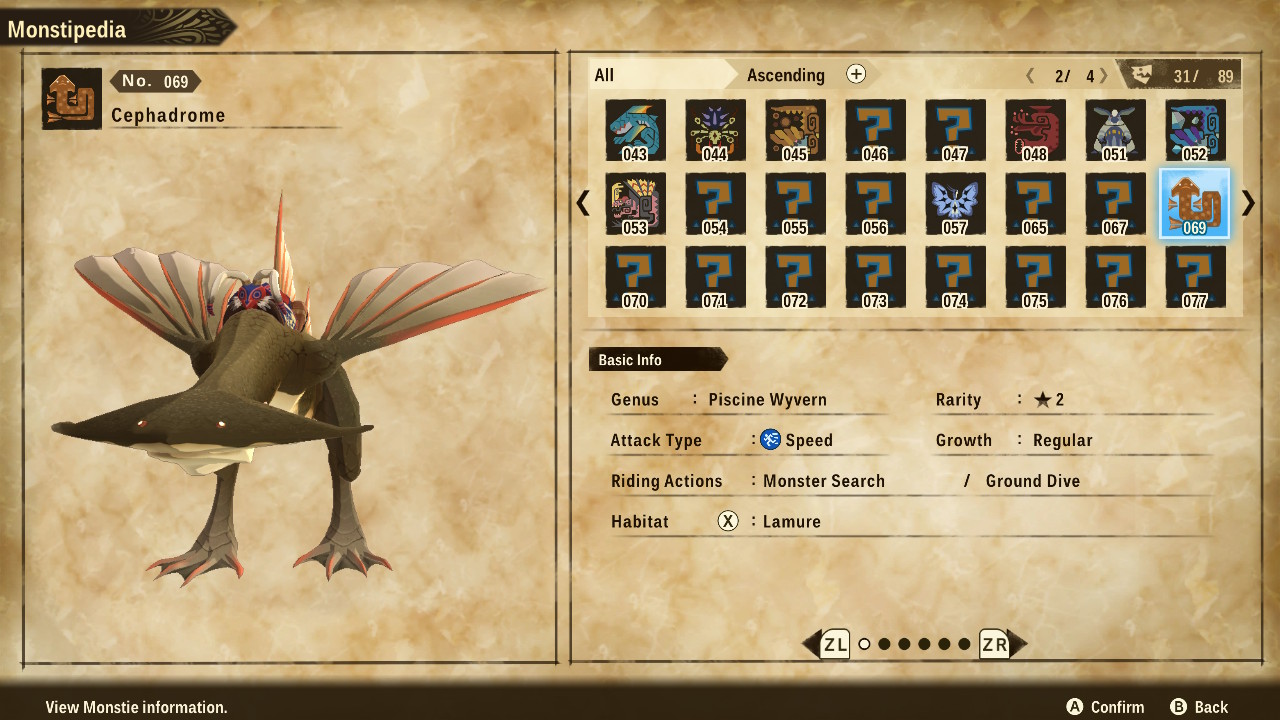 Monstipedia
No. 069
Cephadrome
All
Ascending
2/ 4
31/ 89
043 044 045 046 047 048 051 052
053 054 055 056 057 065 067 069
070 071 072 073 074 075 076 077
Basic Info
Genus : Piscine Wyvern
Rarity : ★ 2
Attack Type : Speed
Growth : Regular
Riding Actions : Monster Search / Ground Dive
Habitat X : Lamure
ZL ZR
View Monstie information.
A Confirm B Back